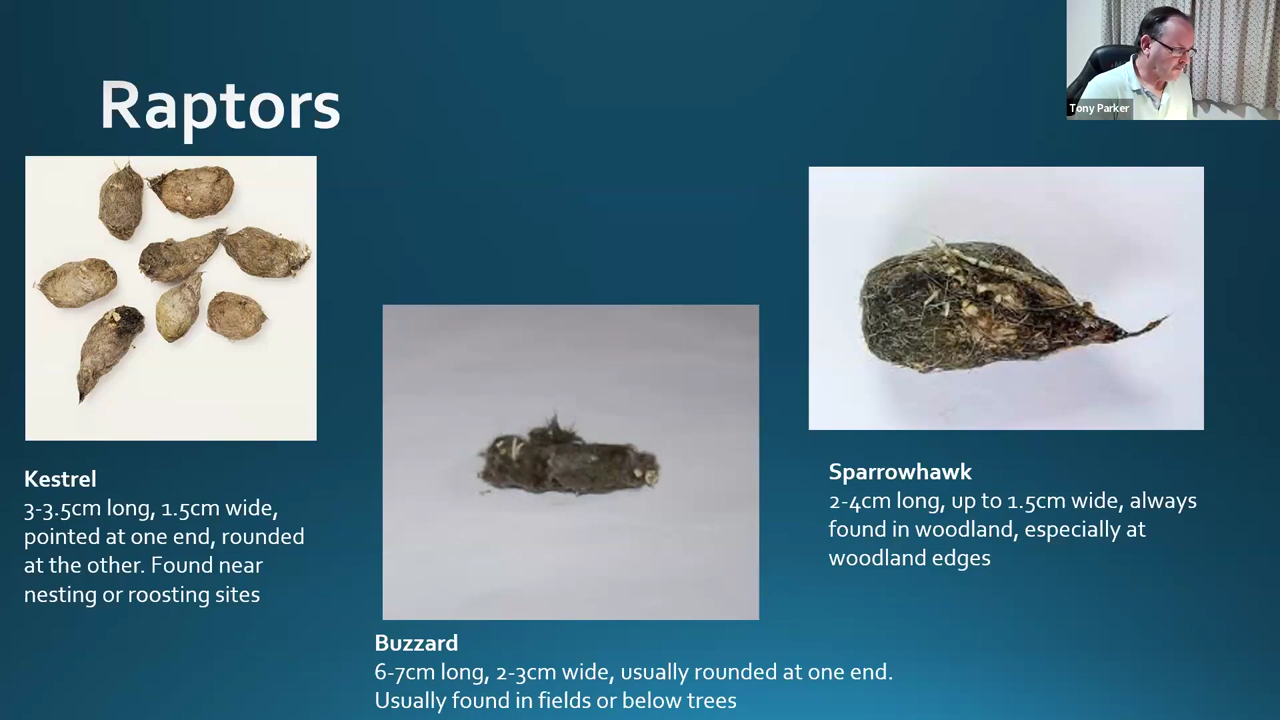 Raptors
Tony Parker
Kestrel
3-3.5cm long, 1.5cm wide,
pointed at one end, rounded
at the other. Found near
nesting or roosting sites
Buzzard
6-7cm long, 2-3cm wide, usually rounded at one end.
Usually found in fields or below trees
Sparrowhawk
2-4cm long, up to 1.5cm wide, always
found in woodland, especially at
woodland edges